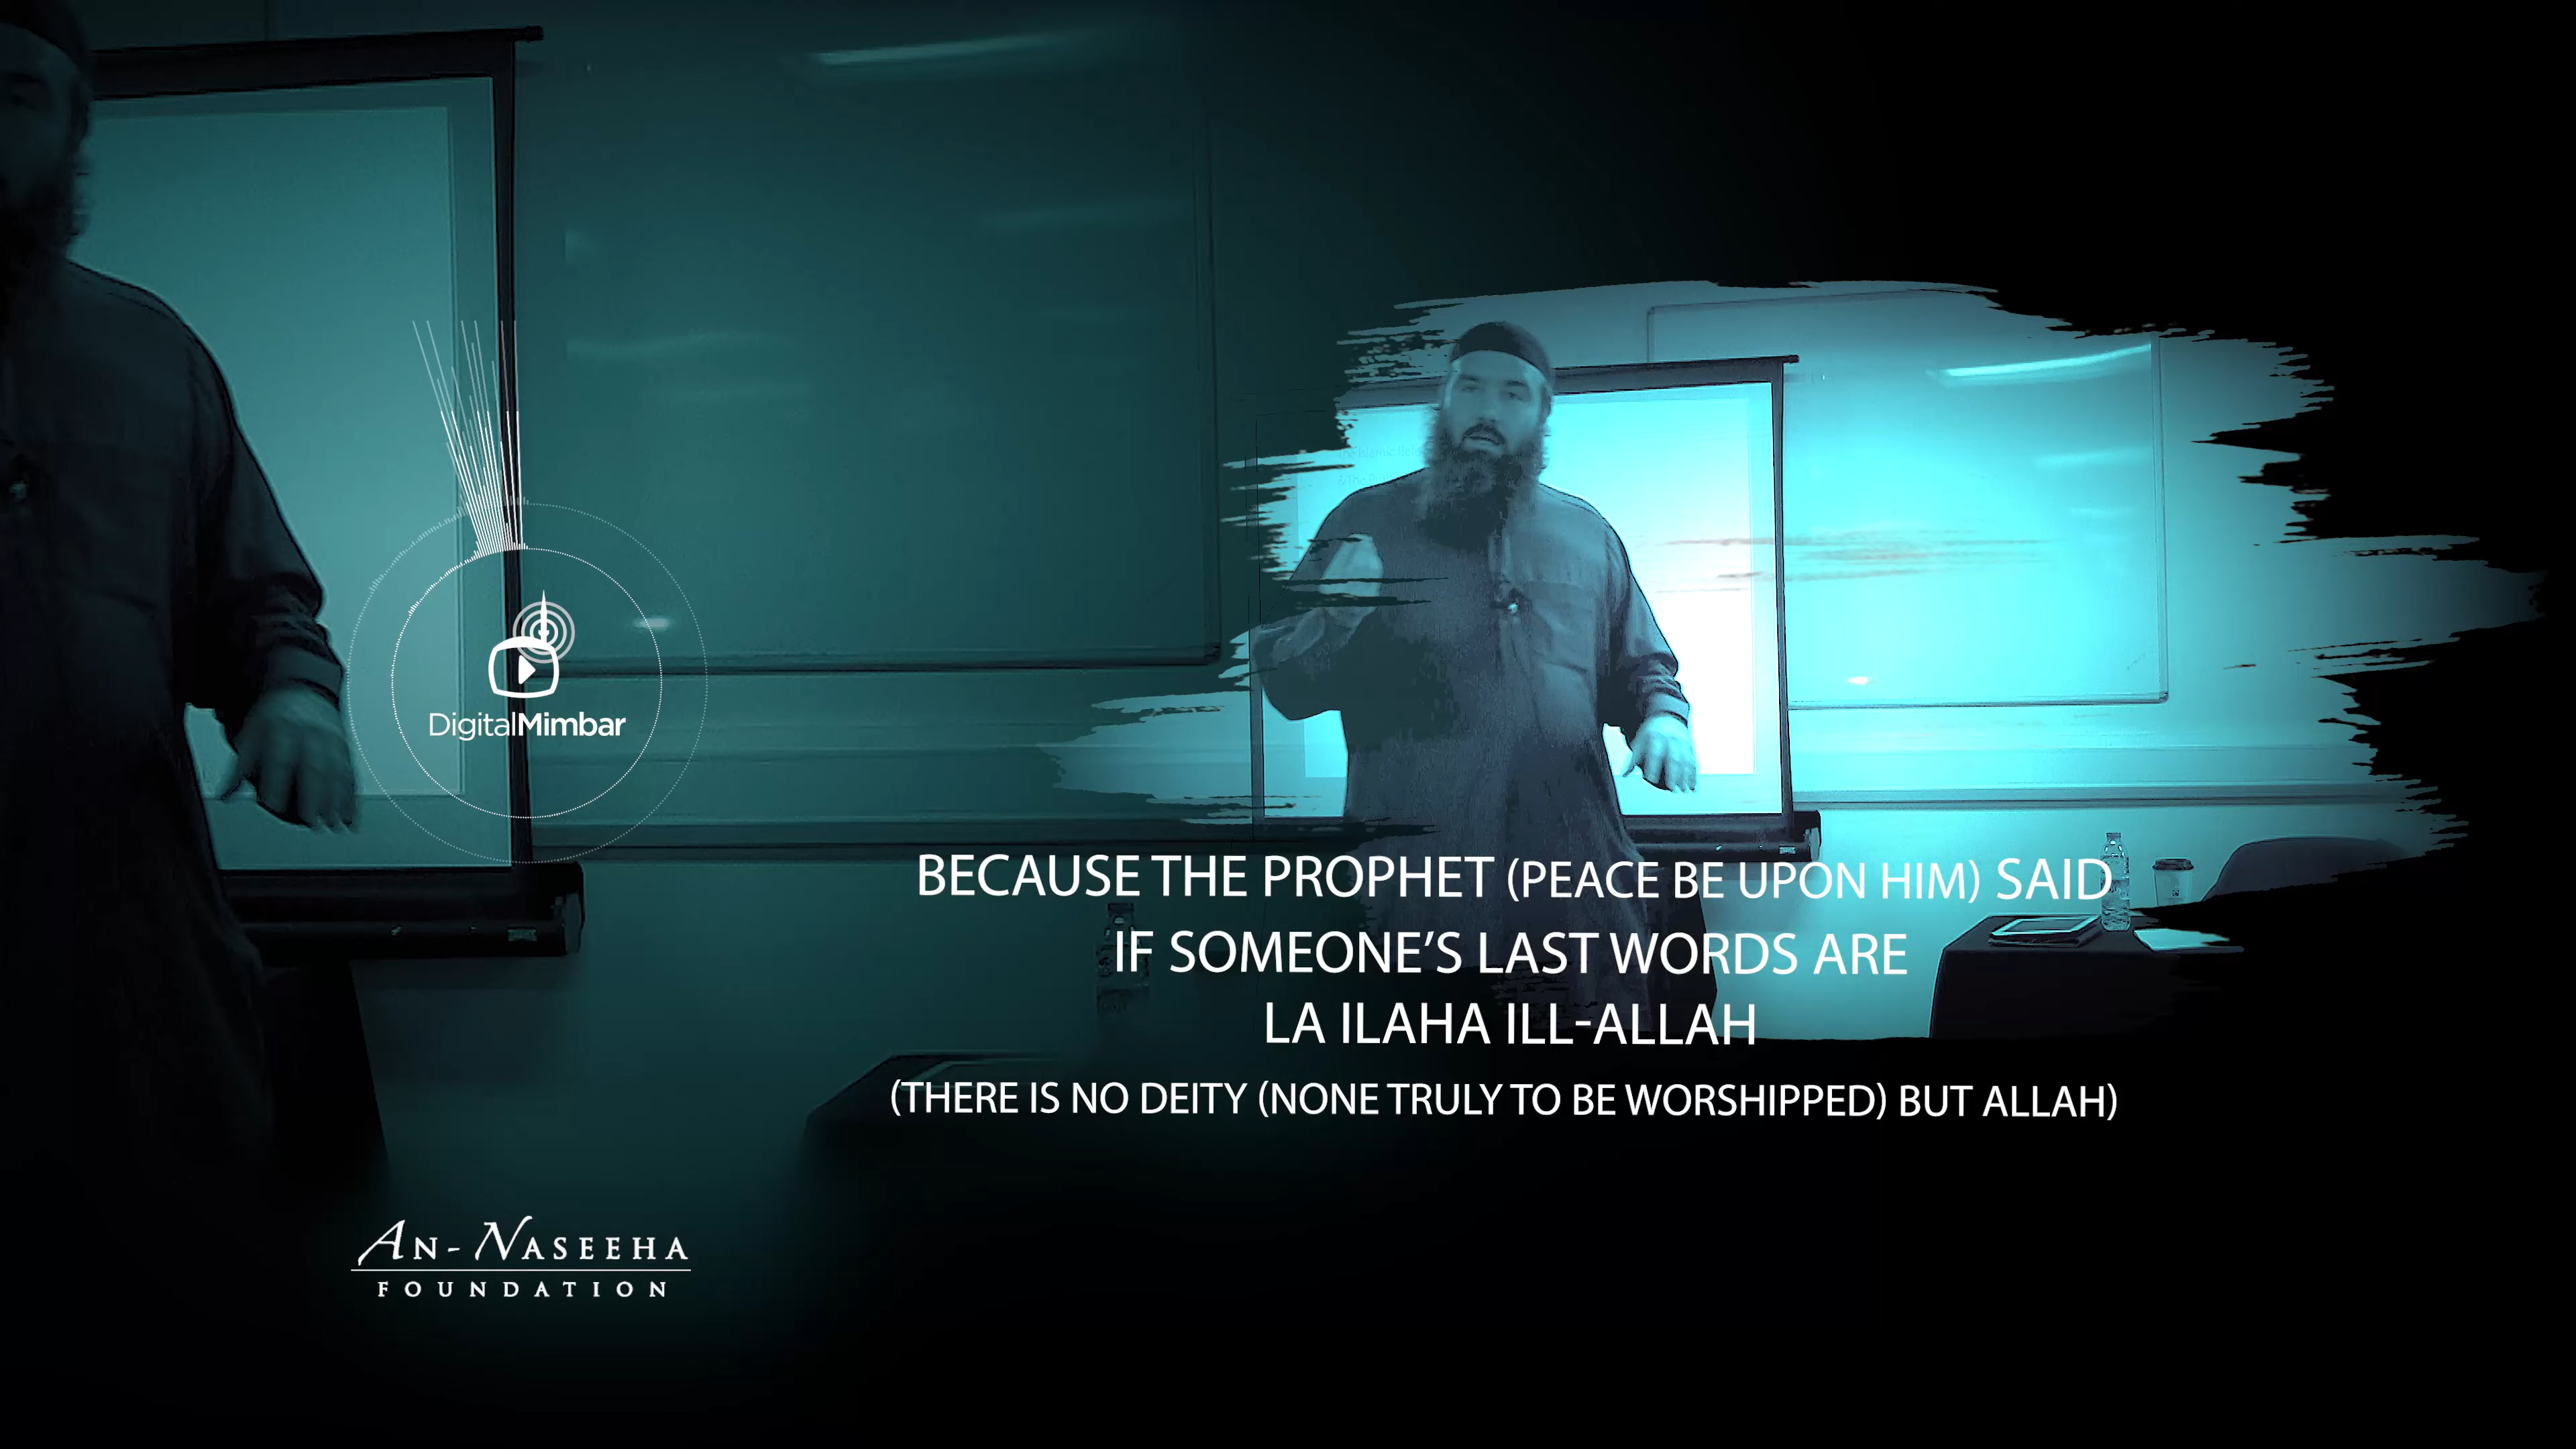 DigitalMimbar
BECAUSE THE PROPHET (PEACE BE UPON HIM) SAID
IF SOMEONE'S LAST WORDS ARE
LA ILAHA ILL-ALLAH
(THERE IS NO DEITY (NONE TRULY TO BE WORSHIPPED) BUT ALLAH)
AN-NASEEHA
FOUNDATION